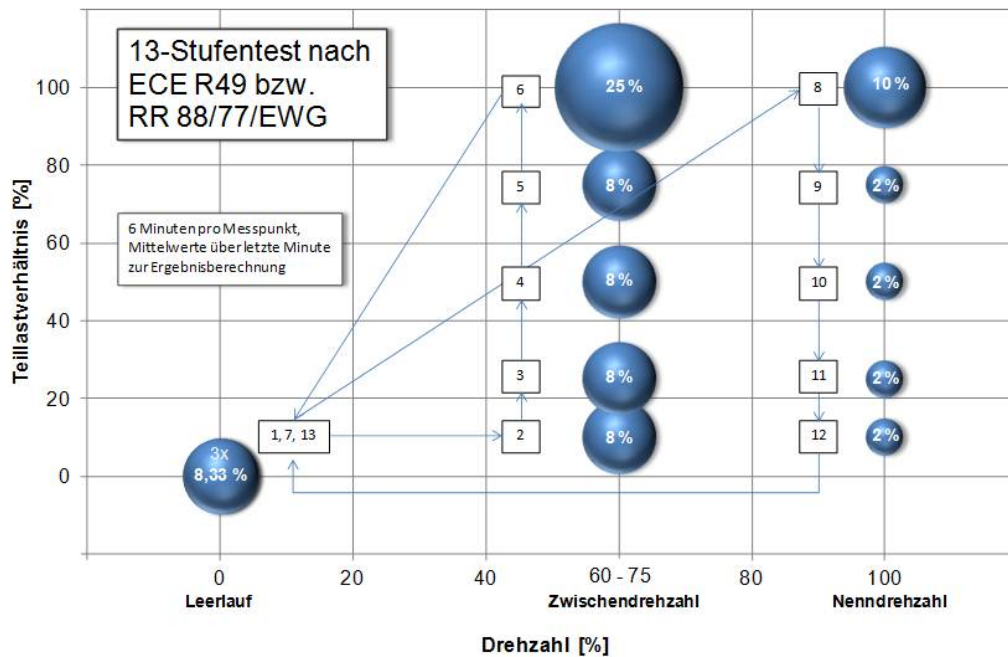 13-Stufentest nach
ECE R49 bzw.
RR 88/77/EWG
6 Minuten pro Messpunkt,
Mittelwerte über letzte Minute
zur Ergebnisberechnung
Teillastverhältnis [%]
100
80
60
40
20
0
6
25 %
8
10 %
5
8 %
9
2 %
4
8 %
10
2 %
3
8 %
11
2 %
1, 7, 13
2
8 %
12
2 %
3x
8,33 %
0
20
40
60 - 75
80
100
Leerlauf
Zwischendrehzahl
Nenndrehzahl
Drehzahl [%]